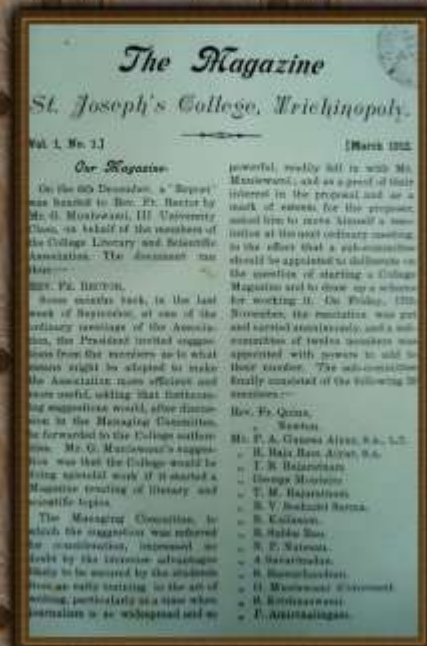 The Magazine
St. Joseph's College, Trichinopoly.
Vol. 1, No. 1.]
[March 1912.
Our Magazine.
On the 6th December, a "Report"
was handed to Rev. Fr. Rector by
Mr. G. Muniswami, III University
Class, on behalf of the members of
the College Literary and Scientific
Association. The document ran
thus:—
REV. FR. RECTOR,
Some months back, in the last
week of September, at one of the
ordinary meetings of the Associa-
tion, the President invited sugges-
tions from the members as to what
means might be adopted to make
the Association more efficient and
more useful, adding that forthcom-
ing suggestions would, after discus-
sion in the Managing Committee,
be forwarded to the College author-
ities. Mr. G. Muniswami's sugges-
tion was that the College would be
doing splendid work if it started a
Magazine treating of literary and
scientific topics.
The Managing Committee, to
which the suggestion was referred
for consideration, impressed no
doubt by the immense advantages
likely to be secured by the students
from an early training in the art of
writing, particularly at a time when
journalism is so widespread and so
powerful, readily fell in with Mr.
Muniswami; and as a proof of their
interest in the proposal and as a
mark of esteem for the proposer,
asked him to move himself a reso-
lution at the next ordinary meeting,
to the effect that a sub-committee
should be appointed to deliberate on
the question of starting a College
Magazine and to draw up a scheme
for working it. On Friday, 17th
November, the resolution was put
and carried unanimously, and a sub-
committee of twelve members was
appointed with powers to add to
their number. The sub-committee
finally consisted of the following
members:—
Rev. Fr. Quinn,
" Newton.
Mr. P. A. Ganesa Aiyar, B.A., L.T.
" R. Raja Ram Aiyar, B.A.
" T. N. Rajaratnam
" George Monteiro
" T. M. Rajaratnam
" R. V. Seshadri Sarma.
" N. Kailasam.
" R. Subba Rao.
" N. P. Natesan.
" A Savarinadan.
" S. Ramachandran.
" G. Muniswami (Convener).
" R. Krishnaswami.
" P. Amirthalingam.